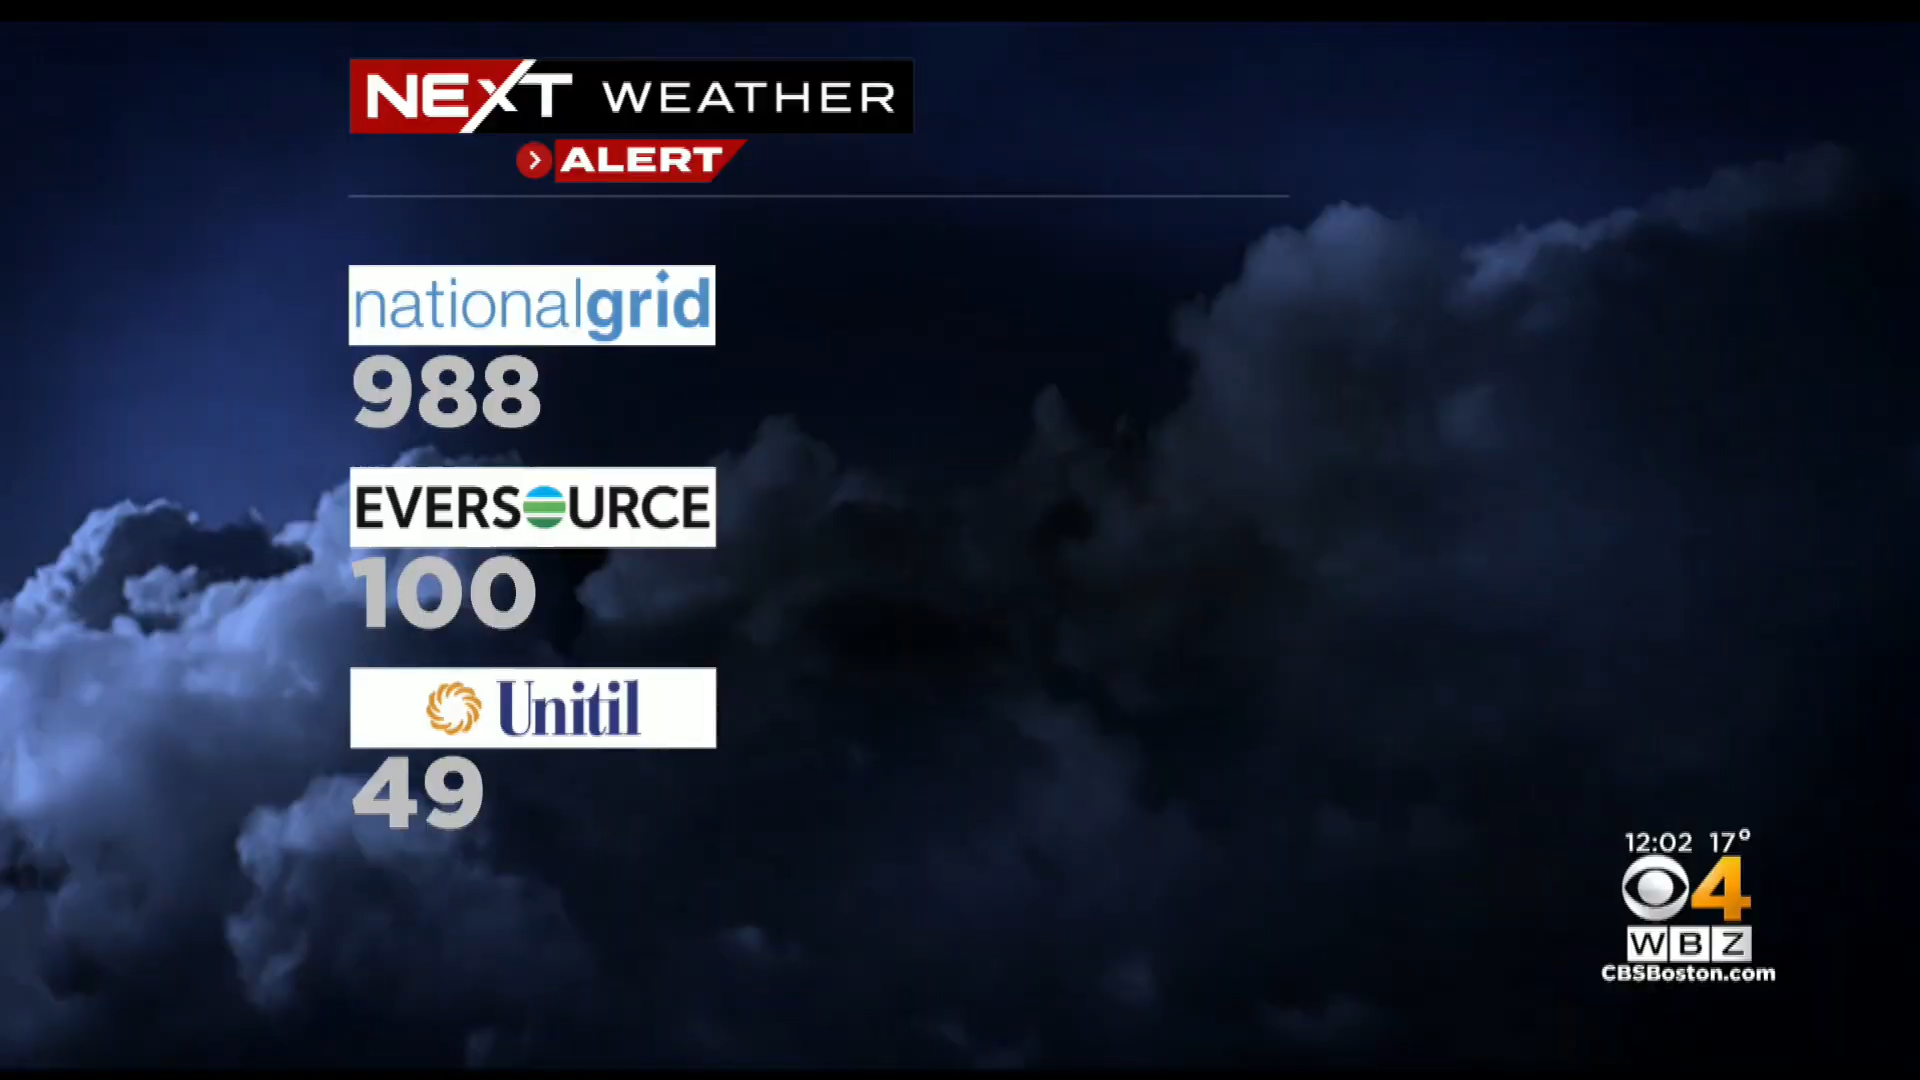 NEXT WEATHER
ALERT
nationalgrid
988
EVERSOURCE
100
Unitil
49
12:02 17°
4
WBZ
CBSBoston.com